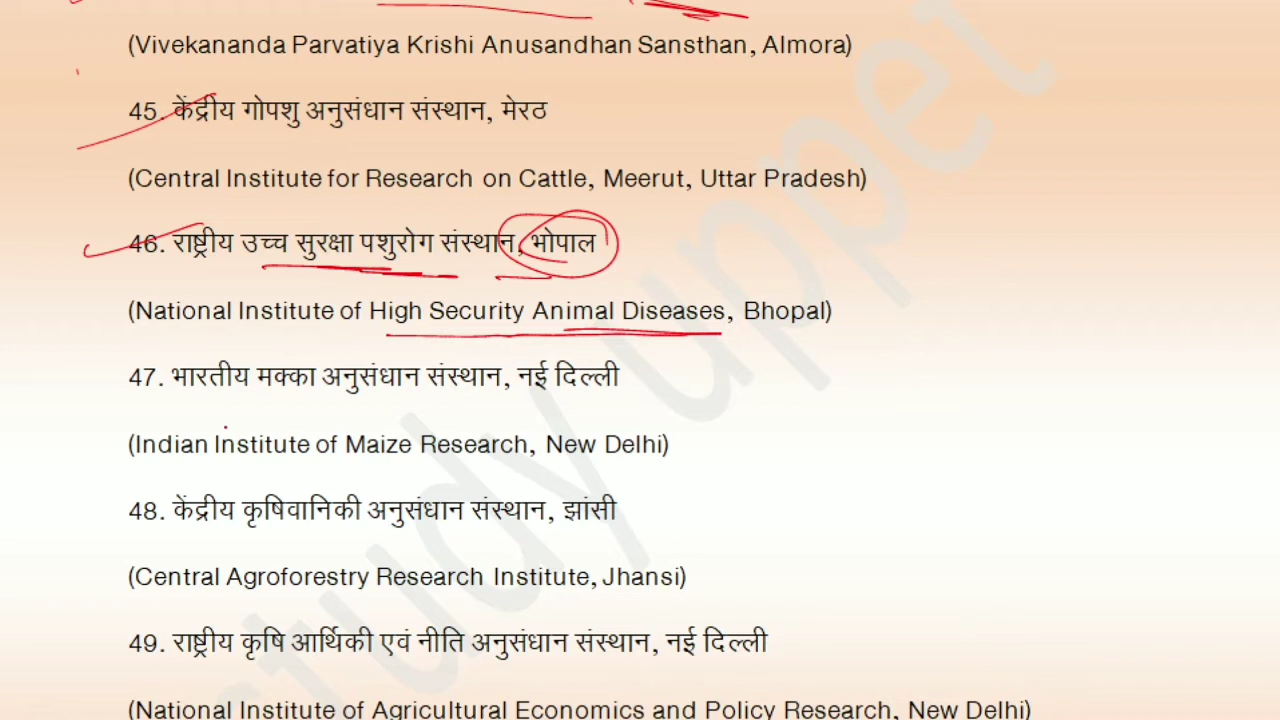 (Vivekananda Parvatiya Krishi Anusandhan Sansthan, Almora)
45. केंद्रीय गोपशु अनुसंधान संस्थान, मेरठ
(Central Institute for Research on Cattle, Meerut, Uttar Pradesh)
46. राष्ट्रीय उच्च सुरक्षा पशुरोग संस्थान, भोपाल
(National Institute of High Security Animal Diseases, Bhopal)
47. भारतीय मक्का अनुसंधान संस्थान, नई दिल्ली
(Indian Institute of Maize Research, New Delhi)
48. केंद्रीय कृषिवानिकी अनुसंधान संस्थान, झांसी
(Central Agroforestry Research Institute, Jhansi)
49. राष्ट्रीय कृषि आर्थिकी एवं नीति अनुसंधान संस्थान, नई दिल्ली
(National Institute of Agricultural Economics and Policy Research, New Delhi)